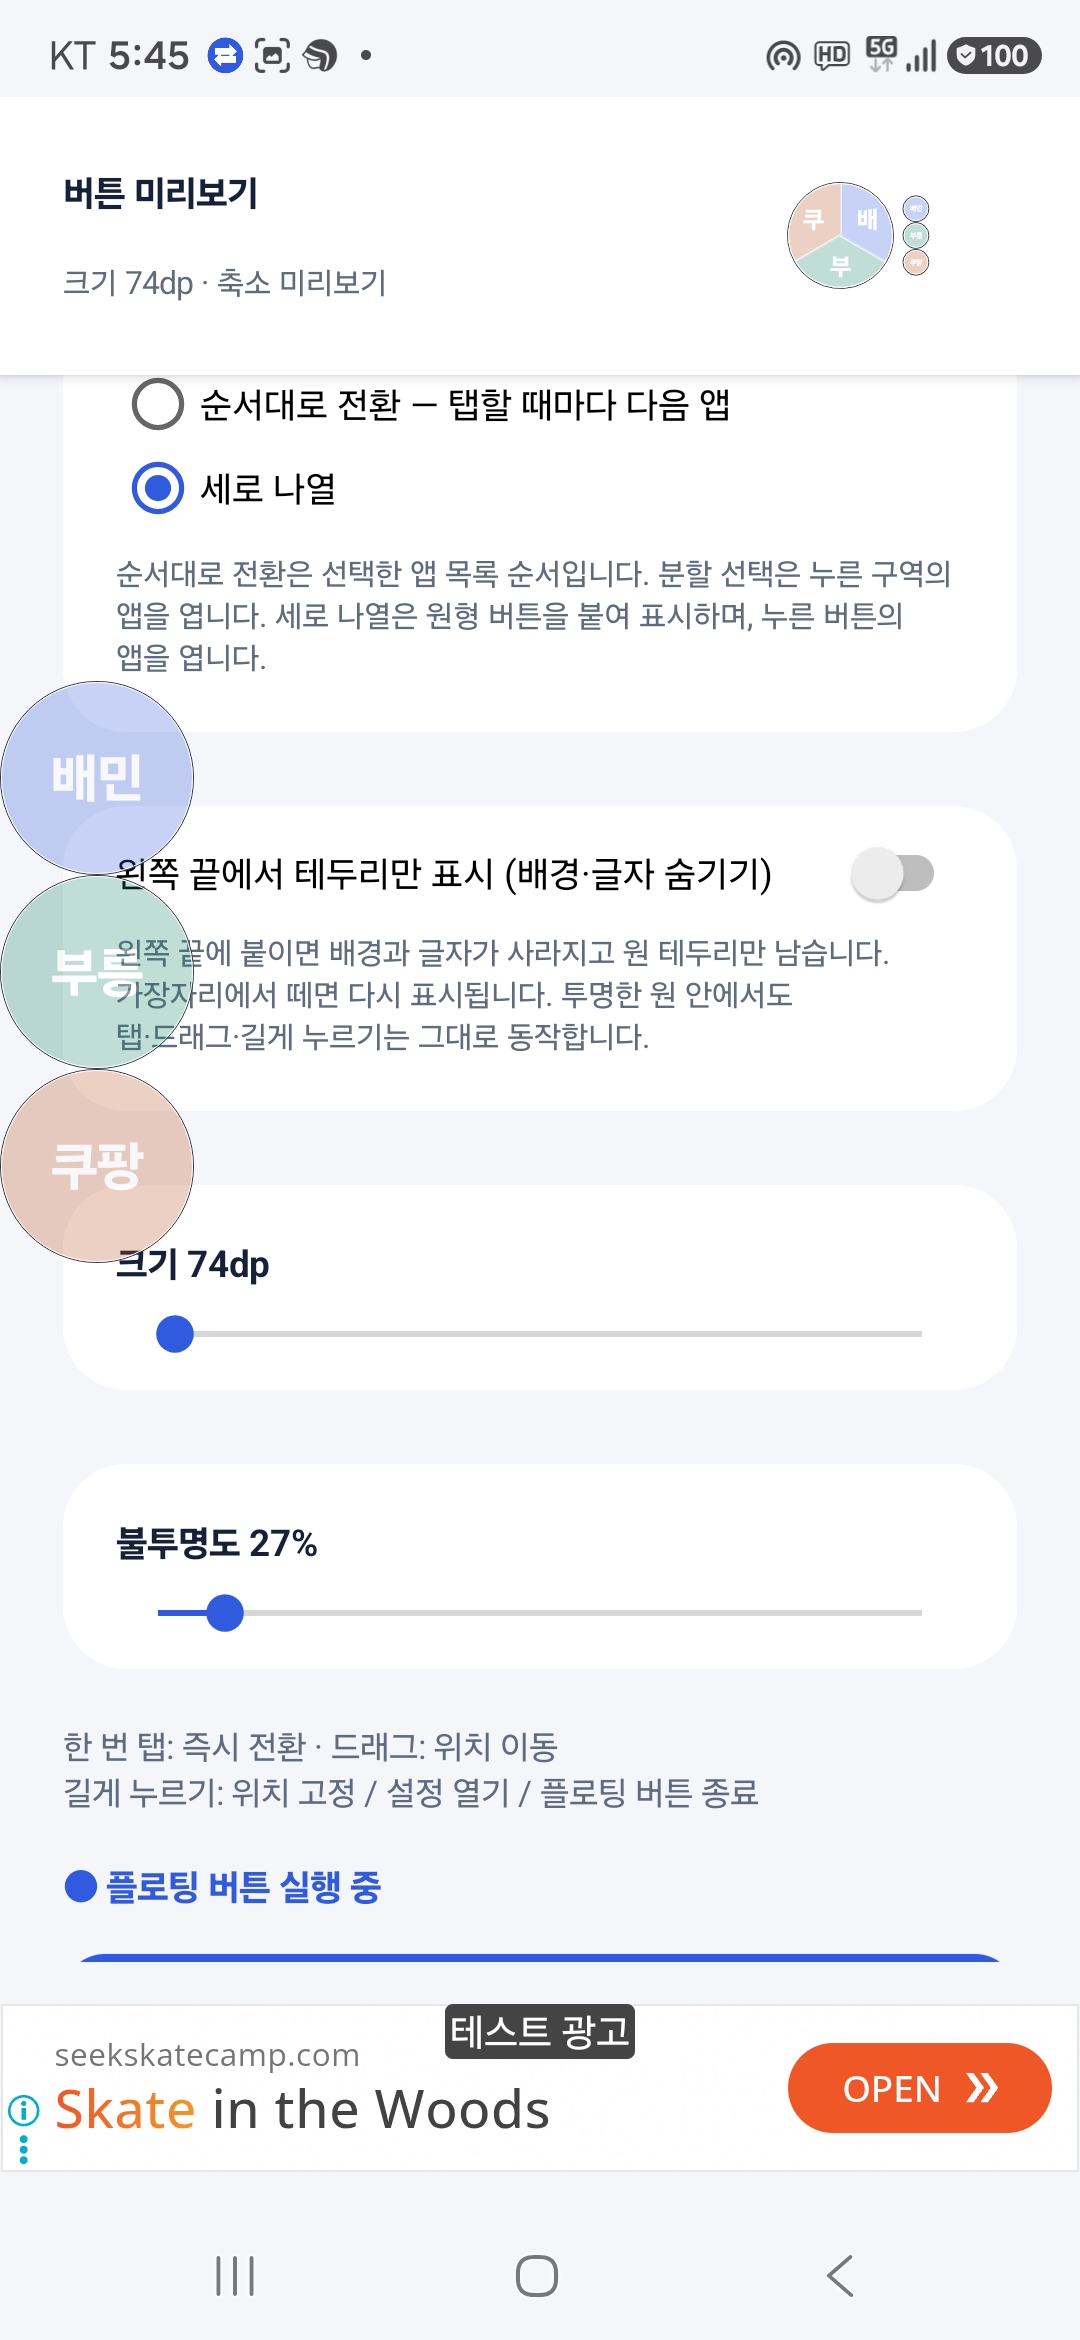 KT 5:45
HD 5G 100
버튼 미리보기
크기 74dp · 축소 미리보기
쿠 배 부
배민
부릉
쿠팡
순서대로 전환 – 탭할 때마다 다음 앱
세로 나열
순서대로 전환은 선택한 앱 목록 순서입니다. 분할 선택은 누른 구역의
앱을 엽니다. 세로 나열은 원형 버튼을 붙여 표시하며, 누른 버튼의
앱을 엽니다.
배민
왼쪽 끝에서 테두리만 표시 (배경·글자 숨기기)
왼쪽 끝에 붙이면 배경과 글자가 사라지고 원 테두리만 남습니다.
부릉
가장자리에서 떼면 다시 표시됩니다. 투명한 원 안에서도
탭·드래그·길게 누르기는 그대로 동작합니다.
쿠팡
크기 74dp
불투명도 27%
한 번 탭: 즉시 전환 · 드래그: 위치 이동
길게 누르기: 위치 고정 / 설정 열기 / 플로팅 버튼 종료
플로팅 버튼 실행 중
테스트 광고
seekskatecamp.com
Skate in the Woods
OPEN